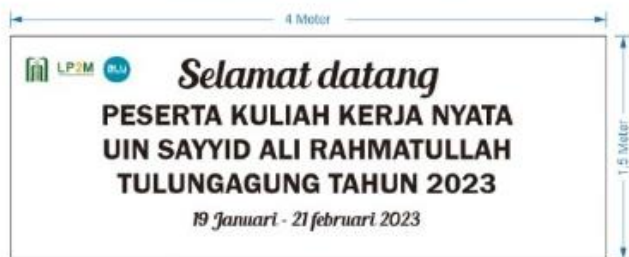 4 Meter
LP2M
BLU
Selamat datang
PESERTA KULIAH KERJA NYATA
UIN SAYYID ALI RAHMATULLAH
TULUNGAGUNG TAHUN 2023
19 Januari - 21 februari 2023
1,5 Meter